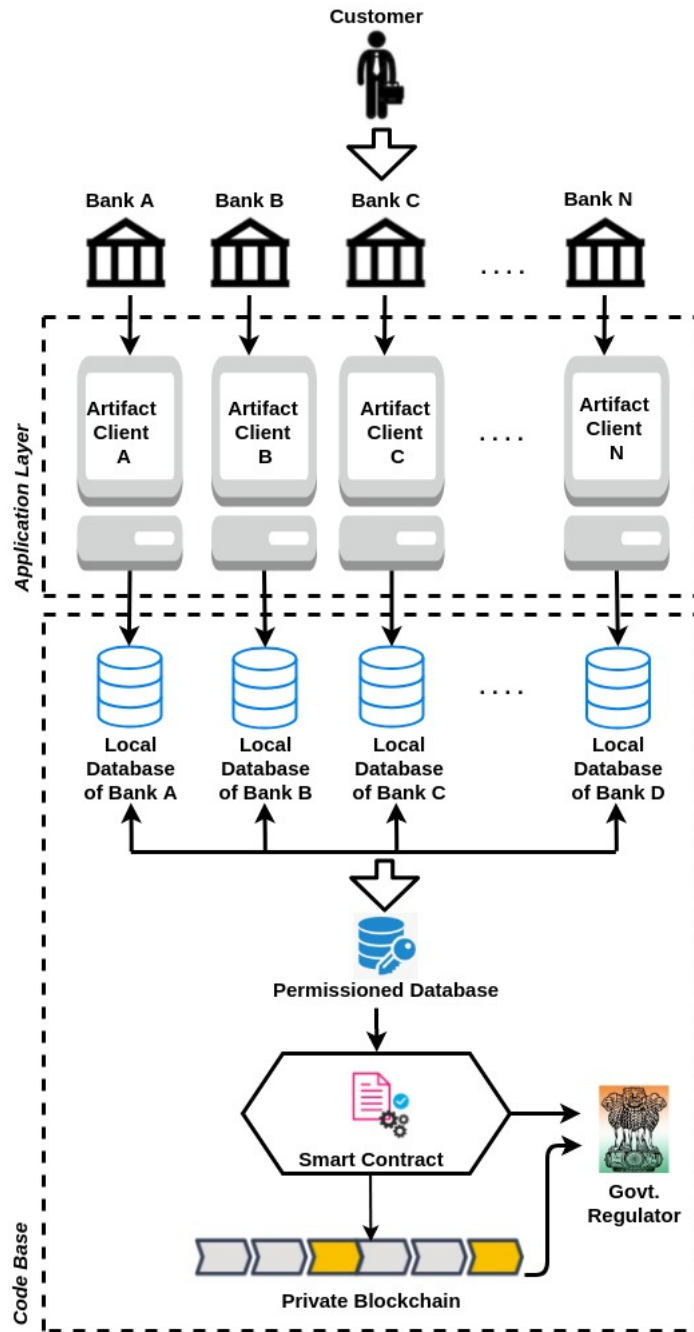 Customer
Bank A
Bank B
Bank C
Bank N
. . . .
Application Layer
Artifact
Client
A
Artifact
Client
B
Artifact
Client
C
. . . .
Artifact
Client
N
Code Base
Local
Database
of Bank A
Local
Database
of Bank B
Local
Database
of Bank C
. . . .
Local
Database
of Bank D
Permissioned Database
Smart Contract
Govt.
Regulator
Private Blockchain